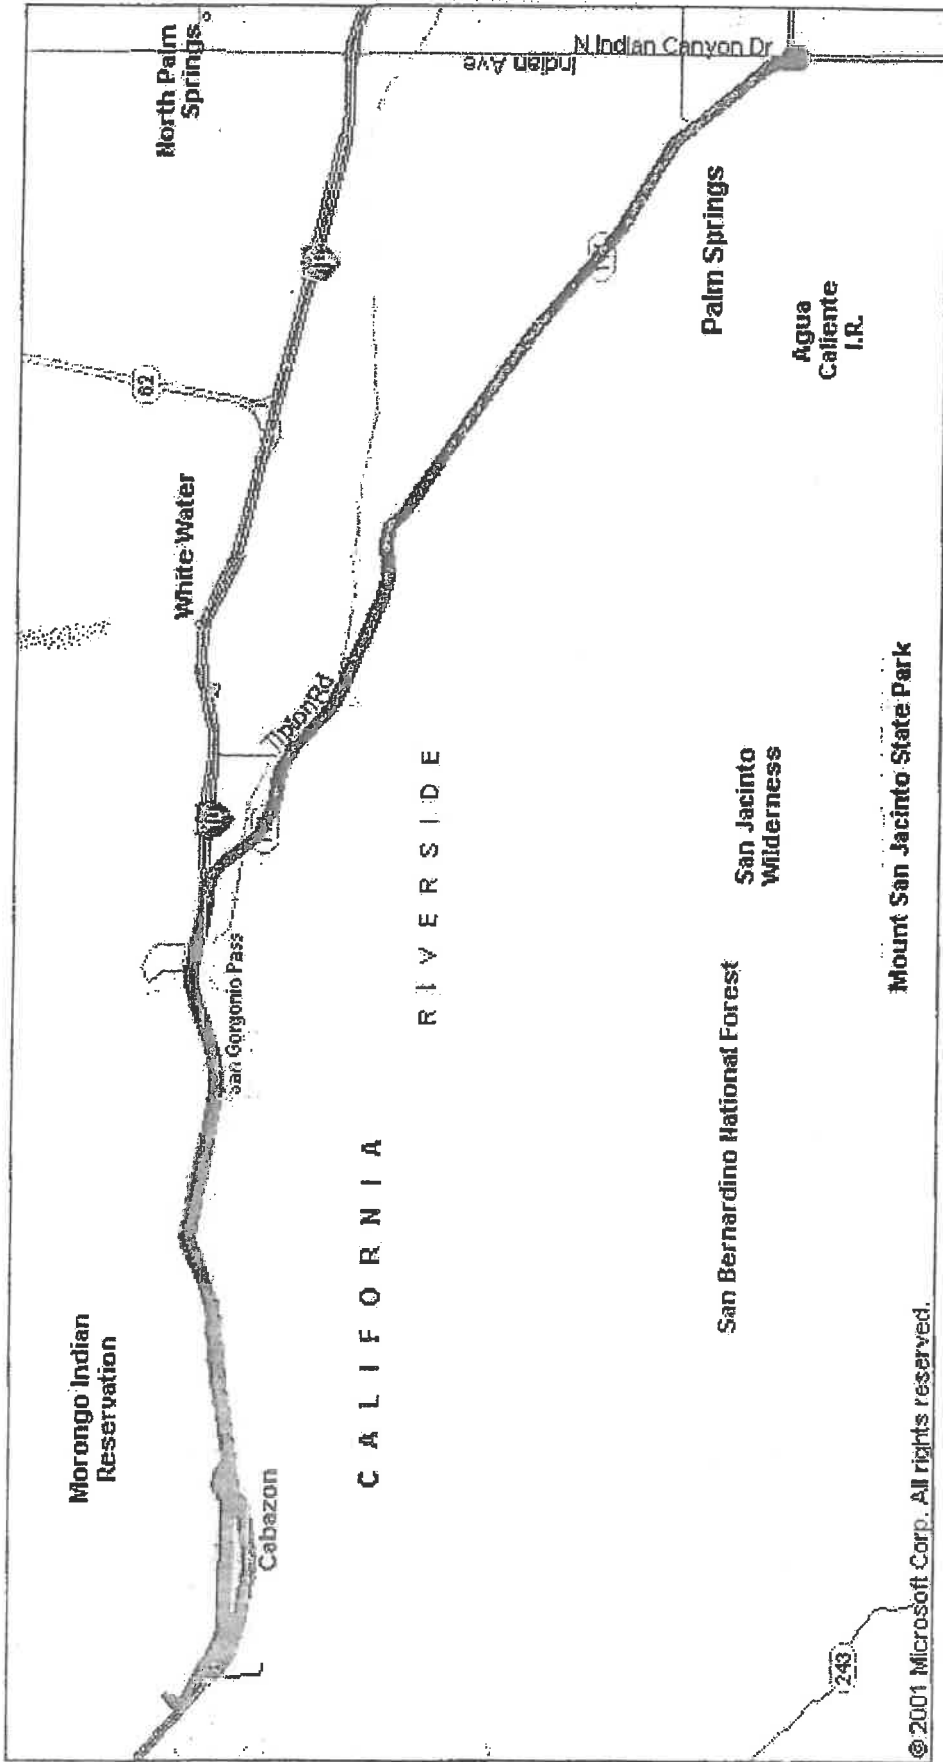 North Palm
Springs
N Indian Canyon Dr
Indian Ave
62
White Water
Palm Springs
Agua
Caliente
I.R.
Tipton Rd
10
San Gorgonio Pass
RIVERSIDE
San Jacinto
Wilderness
Mount San Jacinto State Park
Morongo Indian
Reservation
CALIFORNIA
San Bernardino National Forest
Cabazon
243
© 2001 Microsoft Corp. All rights reserved.